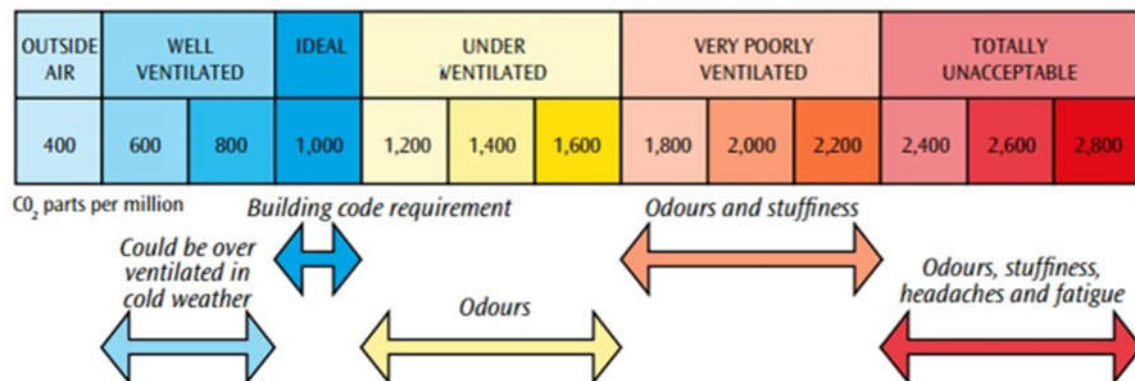 OUTSIDE AIR
WELL VENTILATED
IDEAL
UNDER VENTILATED
VERY POORLY VENTILATED
TOTALLY UNACCEPTABLE
400 600 800 1,000 1,200 1,400 1,600 1,800 2,000 2,200 2,400 2,600 2,800
C0₂ parts per million
Building code requirement
Odours and stuffiness
Could be over
ventilated in
cold weather
Odours
Odours, stuffiness,
headaches and fatigue